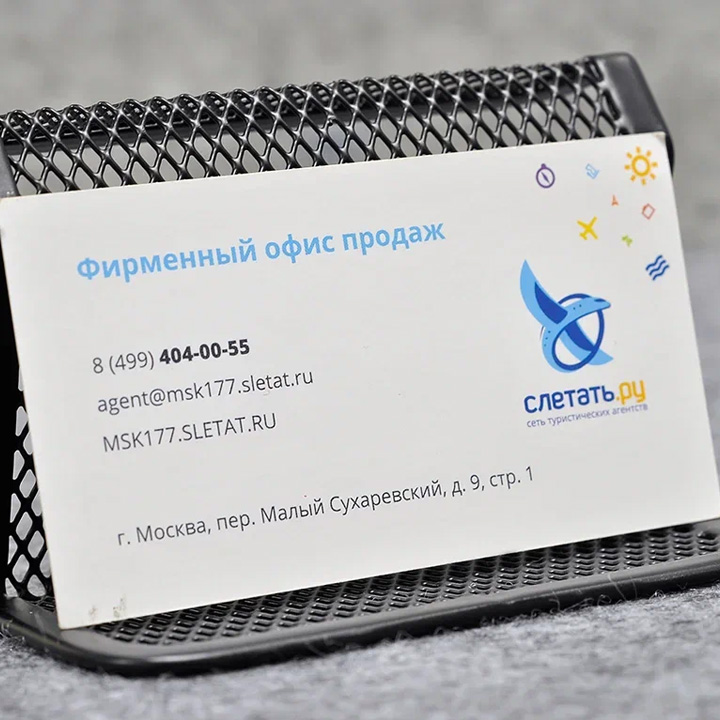 Фирменный офис продаж
8 (499) 404-00-55
agent@msk177.sletat.ru
MSK177.SLETAT.RU
г. Москва, пер. Малый Сухаревский, д. 9, стр. 1
слетать.ру
сеть туристических агентств